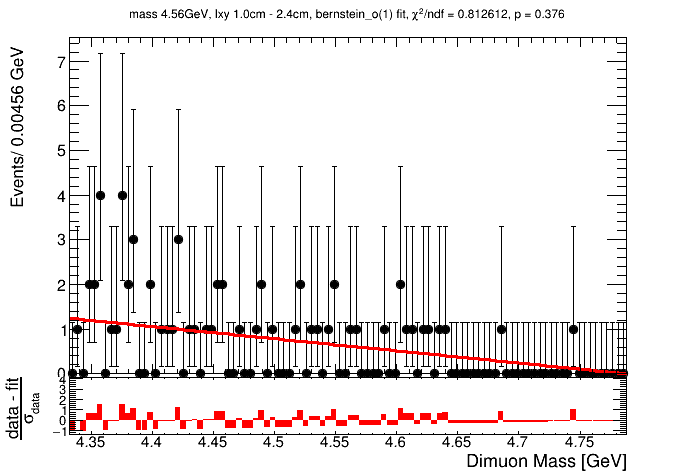 mass 4.56GeV, lxy 1.0cm - 2.4cm, bernstein_o(1) fit, χ²/ndf = 0.812612, p = 0.376
Events/ 0.00456 GeV
7
6
5
4
3
2
1
0
data - fit
σdata
4
3
2
1
0
−1
4.35 4.4 4.45 4.5 4.55 4.6 4.65 4.7 4.75
Dimuon Mass [GeV]